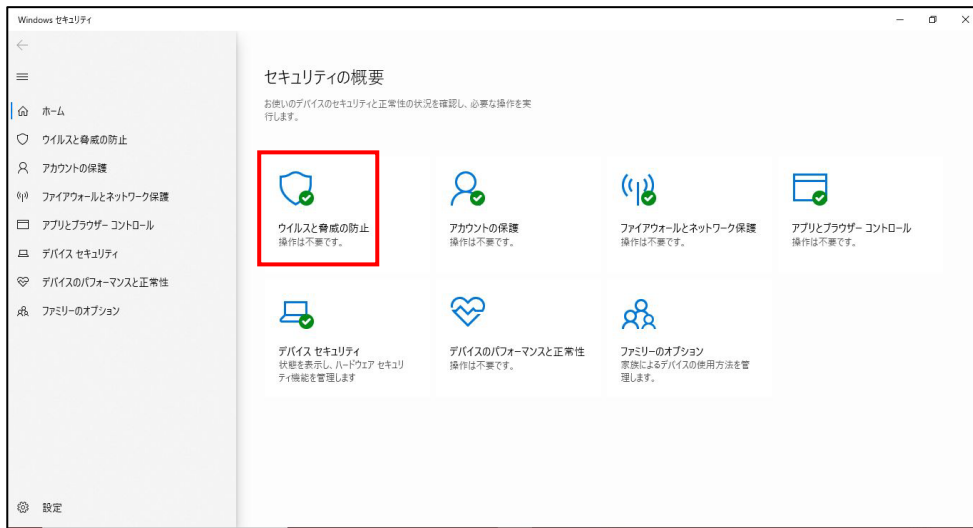 Windows セキュリティ
ホーム
ウイルスと脅威の防止
アカウントの保護
ファイアウォールとネットワーク保護
アプリとブラウザー コントロール
デバイス セキュリティ
デバイスのパフォーマンスと正常性
ファミリーのオプション
設定
セキュリティの概要
お使いのデバイスのセキュリティと正常性の状況を確認し、必要な操作を実
行します。
ウイルスと脅威の防止
操作は不要です。
アカウントの保護
操作は不要です。
ファイアウォールとネットワーク保護
操作は不要です。
アプリとブラウザー コントロール
操作は不要です。
デバイス セキュリティ
状態を表示し、ハードウェア セキュリ
ティ機能を管理します
デバイスのパフォーマンスと正常性
操作は不要です。
ファミリーのオプション
家族によるデバイスの使用方法を管
理します。